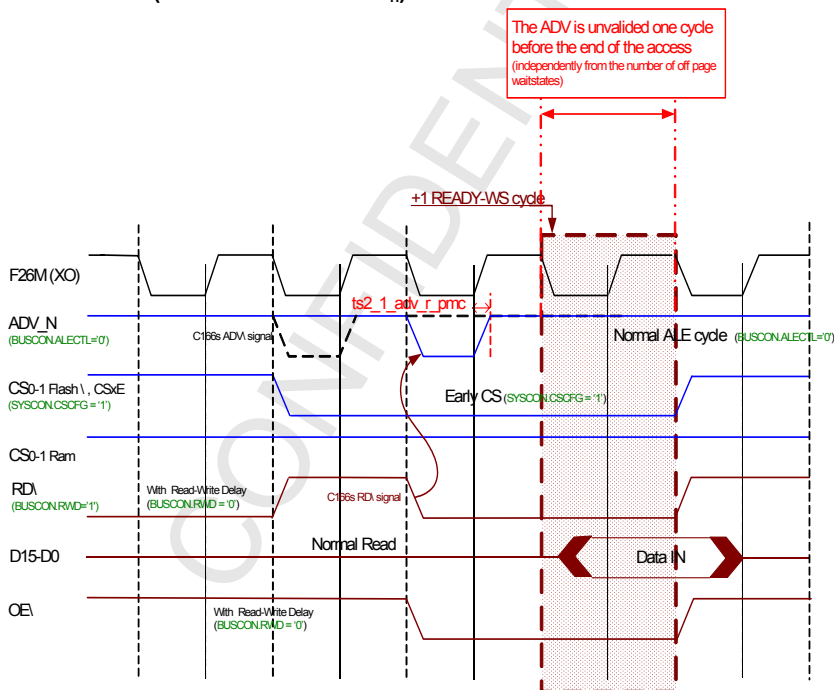 The ADV is unvalided one cycle
before the end of the access
(independently from the number of off page
waitstates)
+1 READY-WS cycle
F26M (XO)
ts2_1_adv_r_pmc
ADV_N
(BUSCON.ALECTL='0')
C166s ADV\ signal
Normal ALE cycle (BUSCON.ALECTL='0')
CS0-1 Flash \ , CSxE
(SYSCON.CSCFG = '1')
Early CS (SYSCON.CSCFG = '1')
CS0-1 Ram
RD\
(BUSCON.RWD='1')
With Read-Write Delay
(BUSCON.RWD = '0')
C166s RD\ signal
D15-D0
Normal Read
Data IN
OE\
With Read-Write Delay
(BUSCON.RWD = '0')